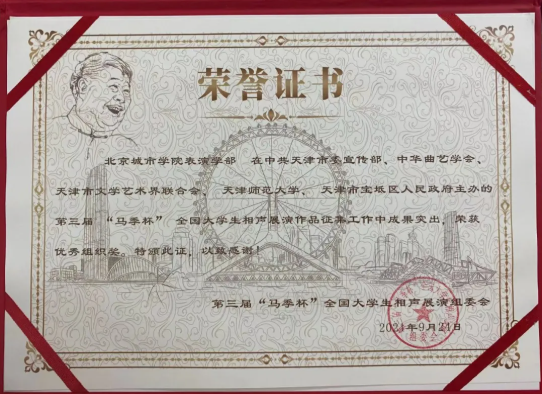 荣誉证书
北京城市学院表演学部 在中共天津市委宣传部、中华曲艺学会、
天津市文学艺术界联合会、 天津师范大学、 天津市宝坻区人民政府主办的
第三届 “马季杯” 全国大学生相声展演作品征集工作中成果突出，荣获
优秀组织奖。特颁此证，以致感谢！
第三届 “马季杯” 全国大学生相声展演组委会
2024年9月21日
组委会